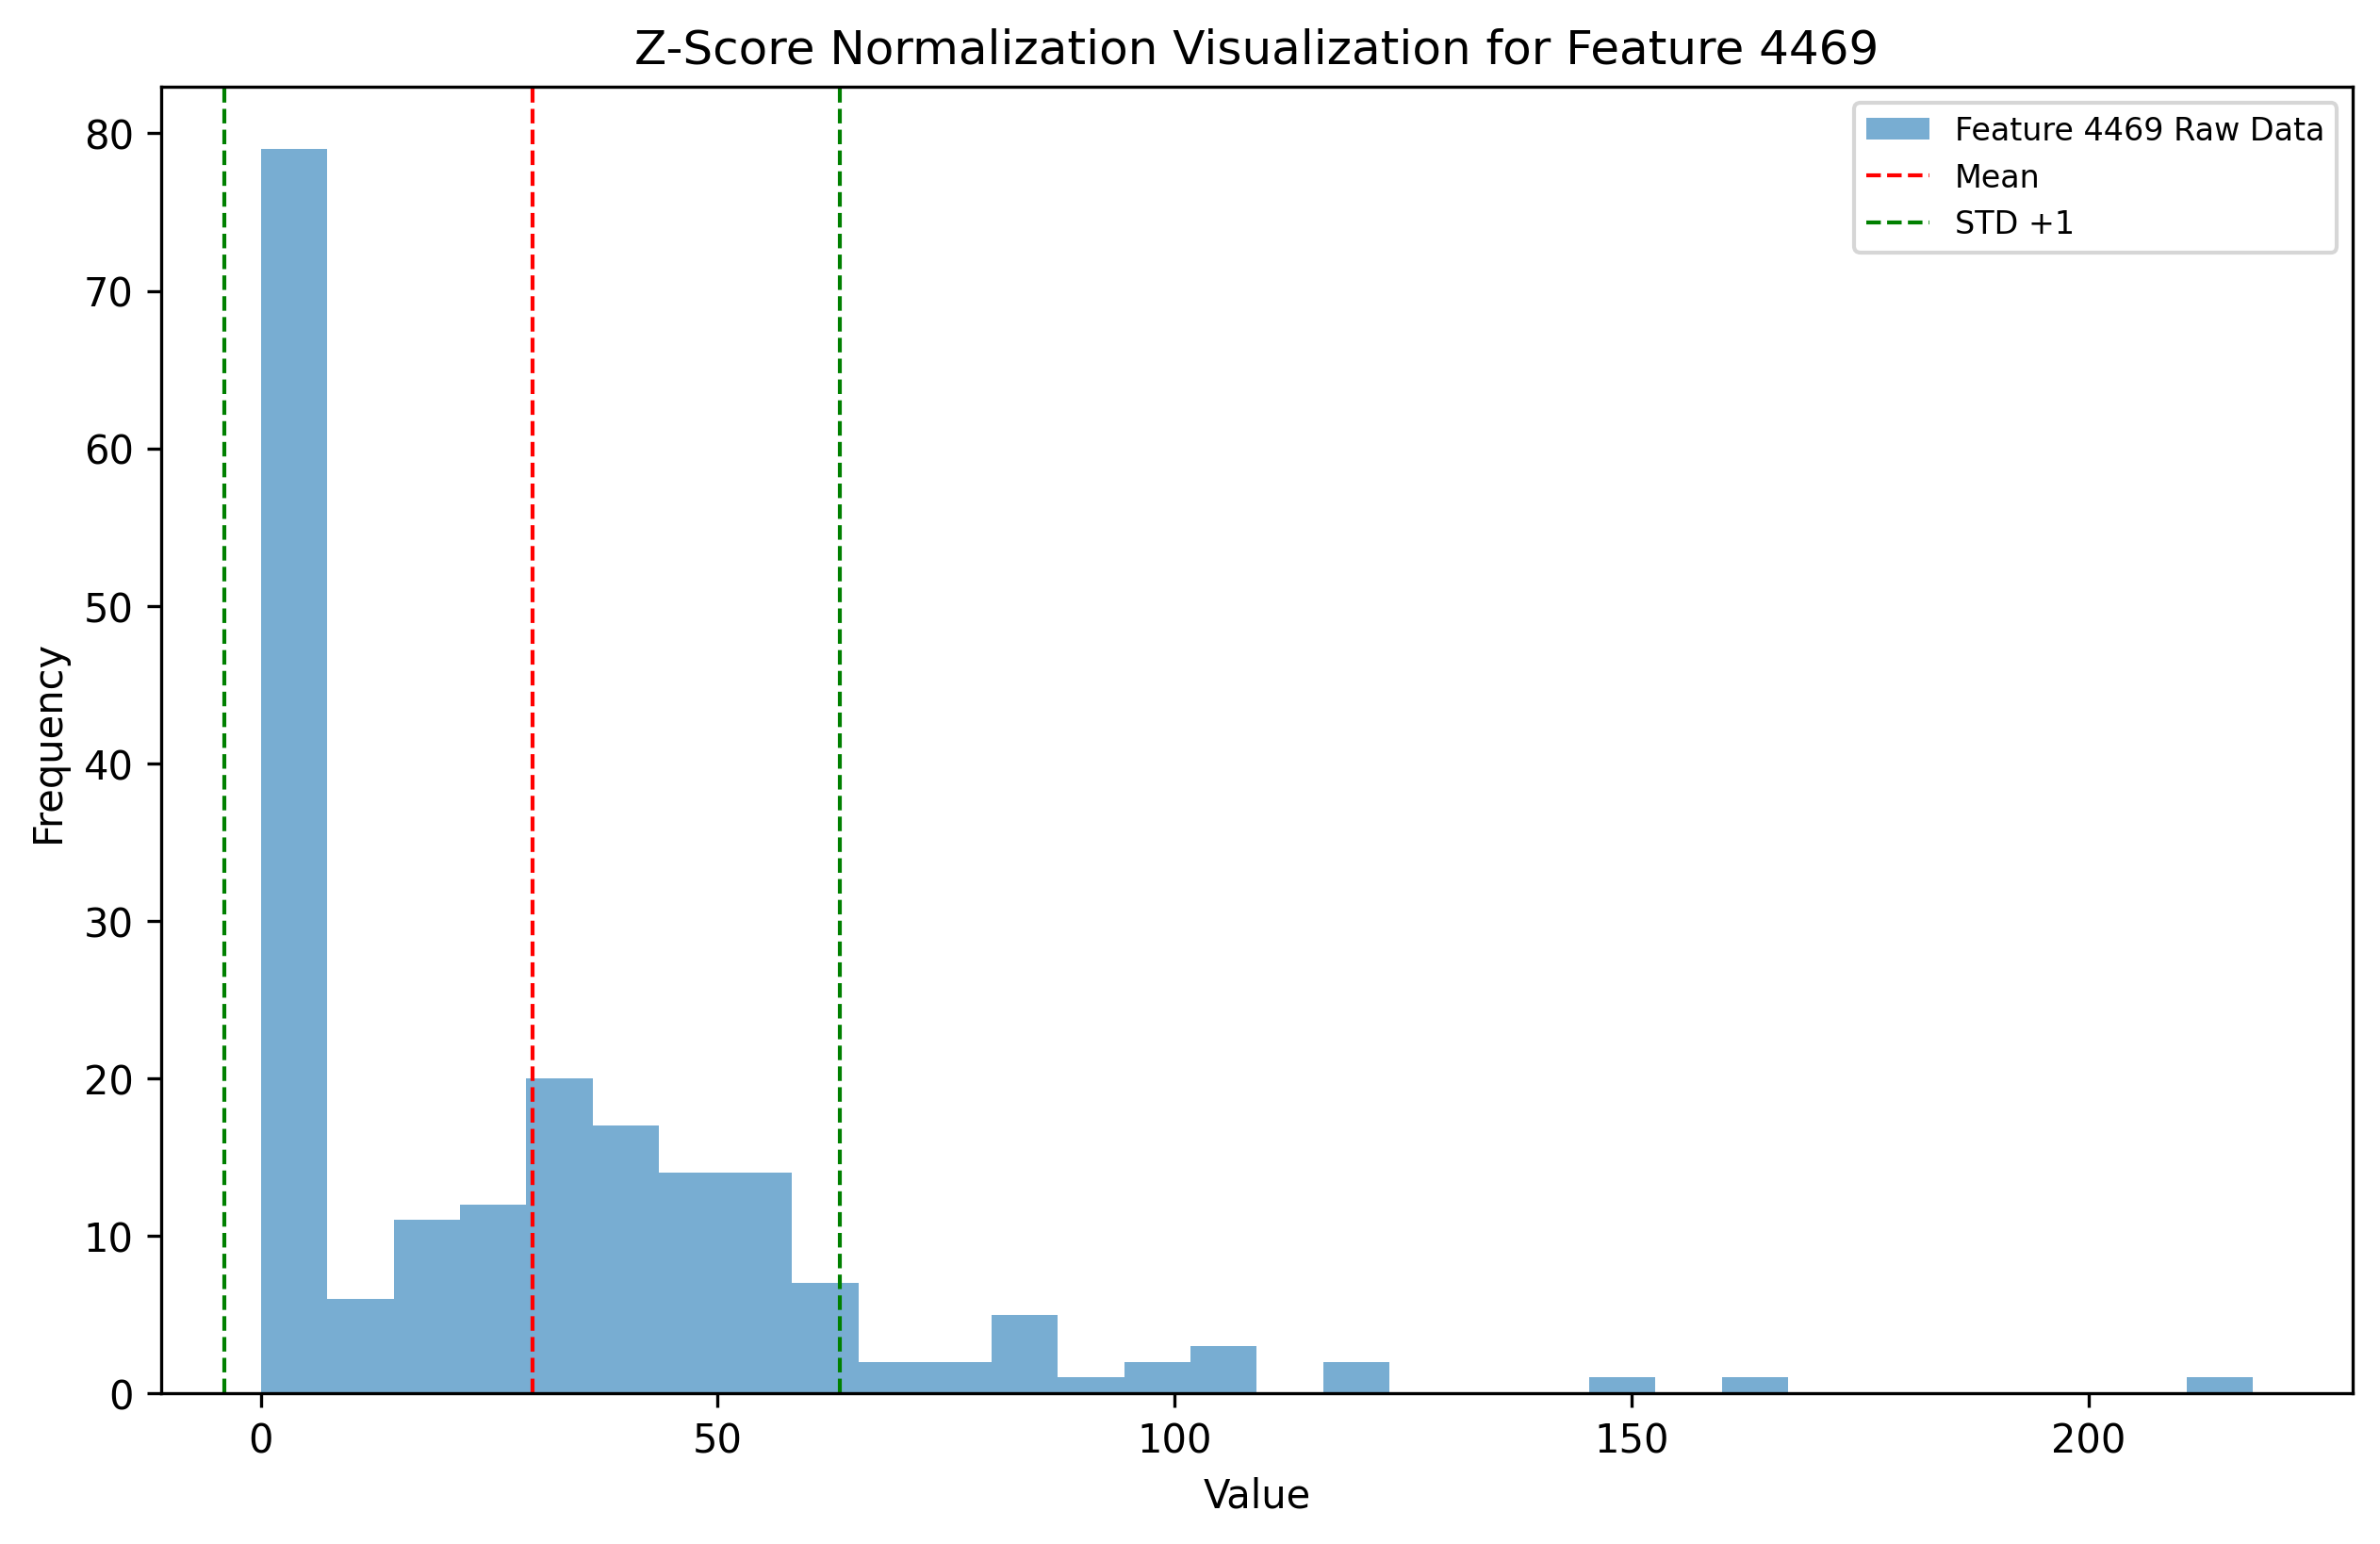 Z-Score Normalization Visualization for Feature 4469
Feature 4469 Raw Data
Mean
STD +1
80
70
60
50
40
30
20
10
0
Frequency
0 50 100 150 200
Value